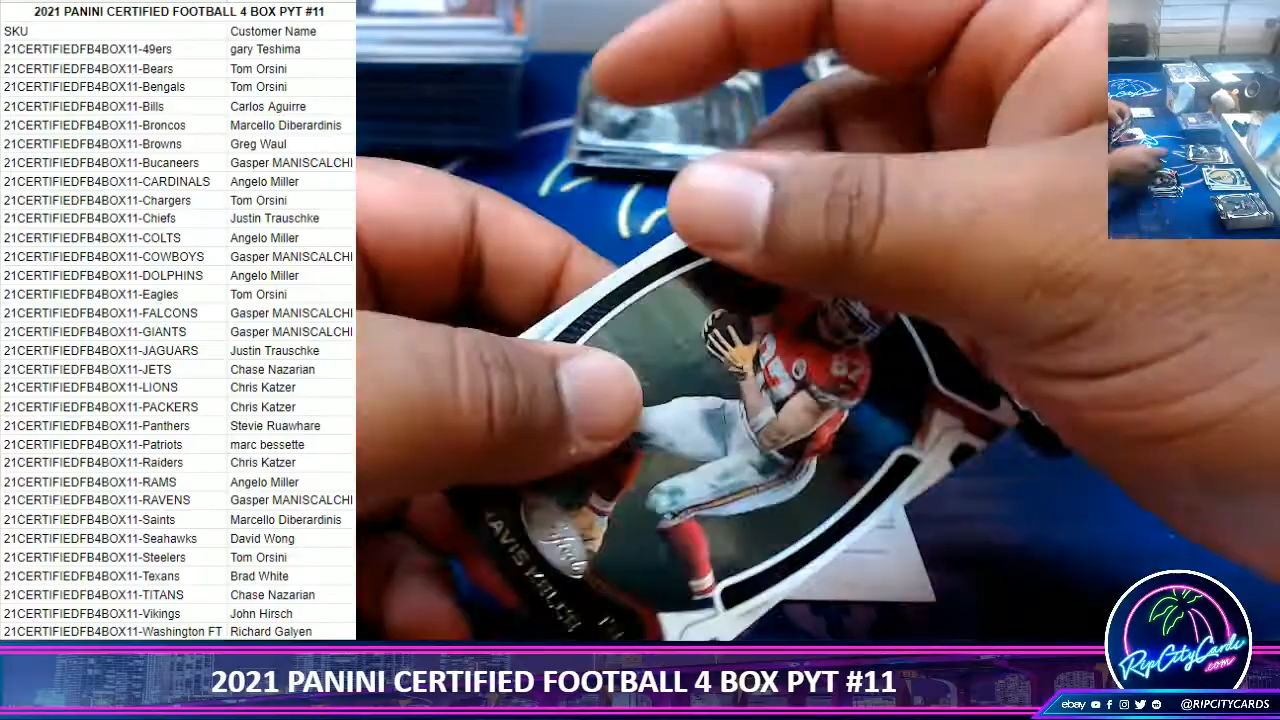 2021 PANINI CERTIFIED FOOTBALL 4 BOX PYT #11
SKU Customer Name
21CERTIFIEDFB4BOX11-49ers gary Teshima
21CERTIFIEDFB4BOX11-Bears Tom Orsini
21CERTIFIEDFB4BOX11-Bengals Tom Orsini
21CERTIFIEDFB4BOX11-Bills Carlos Aguirre
21CERTIFIEDFB4BOX11-Broncos Marcello Diberardinis
21CERTIFIEDFB4BOX11-Browns Greg Waul
21CERTIFIEDFB4BOX11-Bucaneers Gasper MANISCALCHI
21CERTIFIEDFB4BOX11-CARDINALS Angelo Miller
21CERTIFIEDFB4BOX11-Chargers Tom Orsini
21CERTIFIEDFB4BOX11-Chiefs Justin Trauschke
21CERTIFIEDFB4BOX11-COLTS Angelo Miller
21CERTIFIEDFB4BOX11-COWBOYS Gasper MANISCALCHI
21CERTIFIEDFB4BOX11-DOLPHINS Angelo Miller
21CERTIFIEDFB4BOX11-Eagles Tom Orsini
21CERTIFIEDFB4BOX11-FALCONS Gasper MANISCALCHI
21CERTIFIEDFB4BOX11-GIANTS Gasper MANISCALCHI
21CERTIFIEDFB4BOX11-JAGUARS Justin Trauschke
21CERTIFIEDFB4BOX11-JETS Chase Nazarian
21CERTIFIEDFB4BOX11-LIONS Chris Katzer
21CERTIFIEDFB4BOX11-PACKERS Chris Katzer
21CERTIFIEDFB4BOX11-Panthers Stevie Ruawhare
21CERTIFIEDFB4BOX11-Patriots marc bessette
21CERTIFIEDFB4BOX11-Raiders Chris Katzer
21CERTIFIEDFB4BOX11-RAMS Angelo Miller
21CERTIFIEDFB4BOX11-RAVENS Gasper MANISCALCHI
21CERTIFIEDFB4BOX11-Saints Marcello Diberardinis
21CERTIFIEDFB4BOX11-Seahawks David Wong
21CERTIFIEDFB4BOX11-Steelers Tom Orsini
21CERTIFIEDFB4BOX11-Texans Brad White
21CERTIFIEDFB4BOX11-TITANS Chase Nazarian
21CERTIFIEDFB4BOX11-Vikings John Hirsch
21CERTIFIEDFB4BOX11-Washington FT Richard Galyen
87
RipCityCards
.com
2021 PANINI CERTIFIED FOOTBALL 4 BOX PYT #11
ebay @RIPCITYCARDS